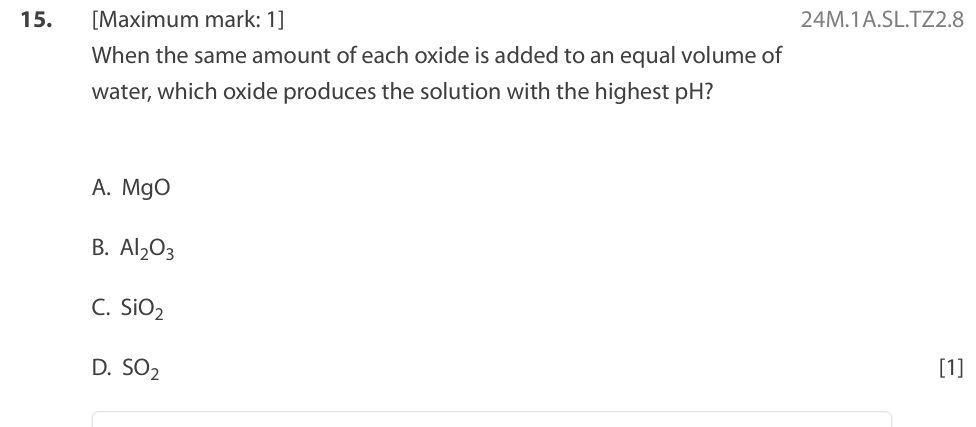 15. [Maximum mark: 1] 24M.1A.SL.TZ2.8
When the same amount of each oxide is added to an equal volume of
water, which oxide produces the solution with the highest pH?
A. MgO
B. Al₂O₃
C. SiO₂
D. SO₂ [1]